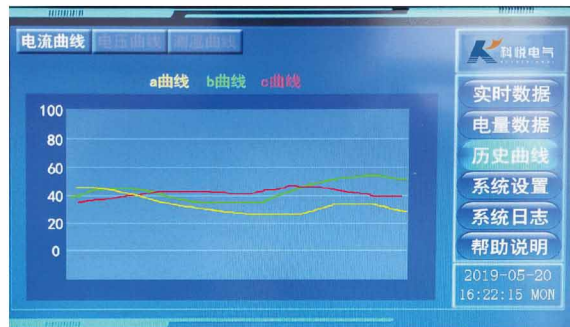 电流曲线 电压曲线 测温曲线
a曲线 b曲线 c曲线
100
80
60
40
20
0
科悦电气
实时数据
电量数据
历史曲线
系统设置
系统日志
帮助说明
2019-05-20
16:22:15 MON